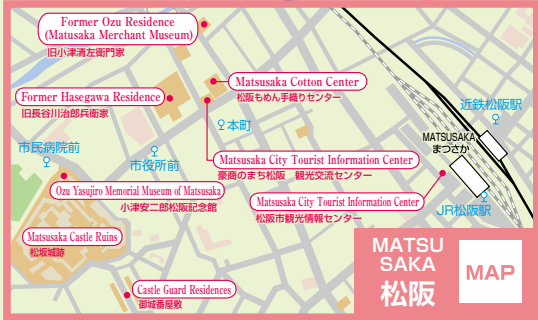 Former Ozu Residence
(Matusaka Merchant Museum)
旧小津清左衛門家
Matsusaka Cotton Center
松阪もめん手織りセンター
Former Hasegawa Residence
旧長谷川治郎兵衛家
近鉄松阪駅
本町
MATSUSAKA
まつさか
市民病院前
市役所前
Matsusaka City Tourist Information Center
豪商のまち松阪 観光交流センター
Ozu Yasujiro Memorial Museum of Matsusaka
小津安二郎松阪記念館
Matsusaka City Tourist Information Center
松阪市観光情報センター
JR松阪駅
Matsusaka Castle Ruins
松坂城跡
Castle Guard Residences
御城番屋敷
MATSU
SAKA
松阪
MAP